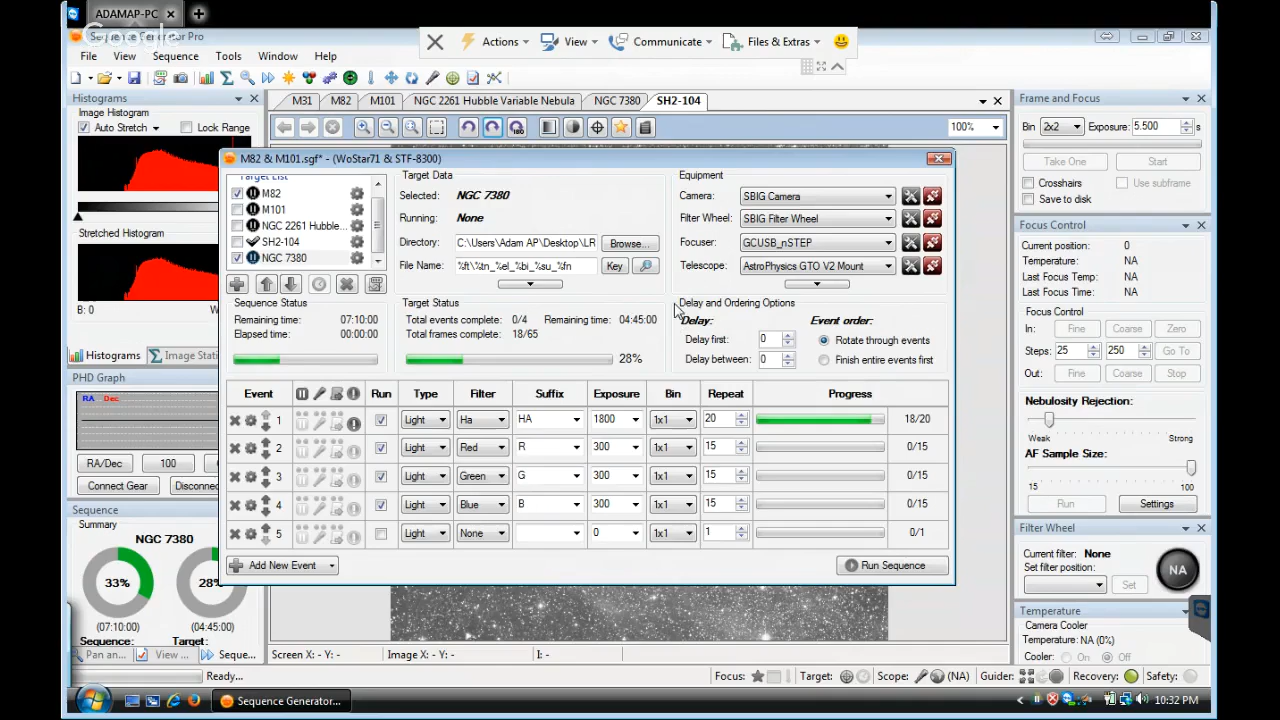 ADAMAP-PC
Google
Sequence Generator Pro
Actions
View
Communicate
Files & Extras
File View Sequence Tools Window Help
Histograms
Image Histogram
Auto Stretch
Lock Range
Stretched Histogram
B: 0
Histograms
Image Stati
PHD Graph
RA Dec
RA/Dec
100
Connect Gear
Disconnec
Sequence
Summary
NGC 7380
33%
28%
(07:10:00)
(04:45:00)
Sequence:
Target:
Pan an...
View ...
Seque...
M31
M82
M101
NGC 2261 Hubble Variable Nebula
NGC 7380
SH2-104
100%
M82 & M101.sgf* - (WoStar71 & STF-8300)
Target List
M82
M101
NGC 2261 Hubble...
SH2-104
NGC 7380
Target Data
Selected: NGC 7380
Running: None
Directory: C:\Users\Adam AP\Desktop\LR
Browse...
File Name: %ft\%tn_%el_%bi_%su_%fn
Key
Equipment
Camera: SBIG Camera
Filter Wheel: SBIG Filter Wheel
Focuser: GCUSB_nSTEP
Telescope: AstroPhysics GTO V2 Mount
Sequence Status
Remaining time: 07:10:00
Elapsed time: 00:00:00
Target Status
Total events complete: 0/4 Remaining time: 04:45:00
Total frames complete: 18/65
28%
Delay and Ordering Options
Delay:
Delay first: 0
Delay between: 0
Event order:
Rotate through events
Finish entire events first
Event Run Type Filter Suffix Exposure Bin Repeat Progress
1 Light Ha HA 1800 1x1 20 18/20
2 Light Red R 300 1x1 15 0/15
3 Light Green G 300 1x1 15 0/15
4 Light Blue B 300 1x1 15 0/15
5 Light None 0 1x1 1 0/1
Add New Event
Run Sequence
Screen X: - Y: -
Image X: - Y: -
I: -
Frame and Focus
Bin 2x2 Exposure: 5.500 s
Take One
Start
Crosshairs
Use subframe
Save to disk
Focus Control
Current position: 0
Temperature: NA
Last Focus Temp: NA
Last Focus Time: NA
Focus Control
In: Fine Coarse Zero
Steps: 25 250 Go To
Out: Fine Coarse Stop
Nebulosity Rejection:
Weak Strong
AF Sample Size:
15 100
Run
Settings
Filter Wheel
Current filter: None
Set filter position:
Set
NA
Temperature
Camera Cooler
Temperature: NA (0%)
Cooler: On Off
Ready...
Focus:
Target:
Scope: (NA)
Guider:
Recovery:
Safety:
Sequence Generator...
10:32 PM